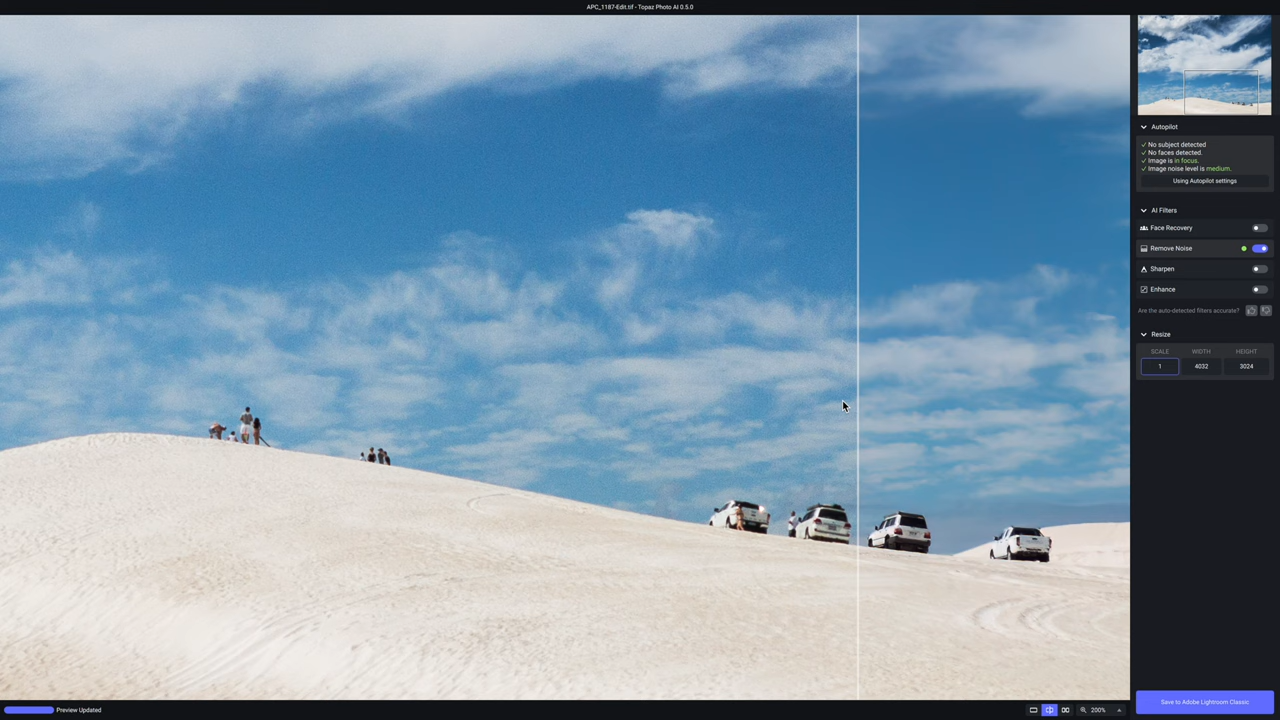 APC_1187-Edit.tif - Topaz Photo AI 0.5.0
Autopilot
No subject detected
No faces detected.
Image is in focus.
Image noise level is medium.
Using Autopilot settings
AI Filters
Face Recovery
Remove Noise
Sharpen
Enhance
Are the auto-detected filters accurate?
Resize
SCALE WIDTH HEIGHT
1 4032 3024
Preview Updated
200%
Save to Adobe Lightroom Classic